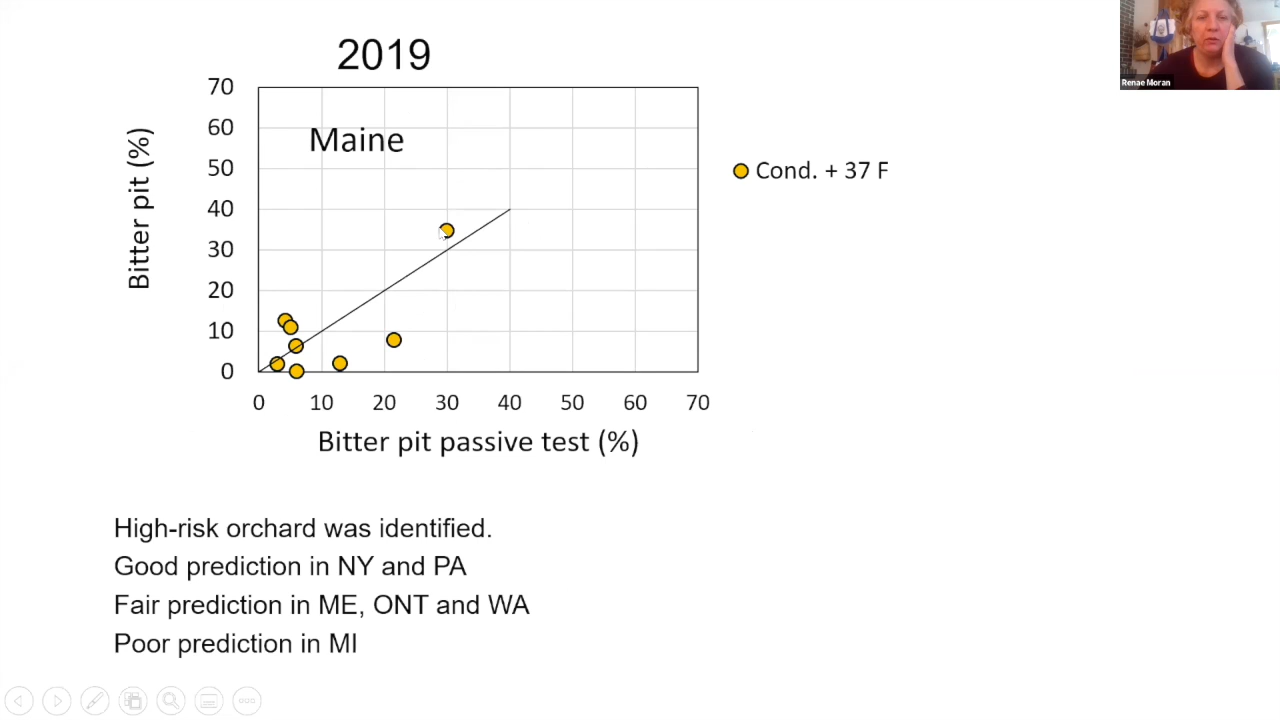 2019
Maine
Bitter pit (%)
70
60
50
40
30
20
10
0
0 10 20 30 40 50 60 70
Bitter pit passive test (%)
Cond. + 37 F
High-risk orchard was identified.
Good prediction in NY and PA
Fair prediction in ME, ONT and WA
Poor prediction in MI
Renae Moran